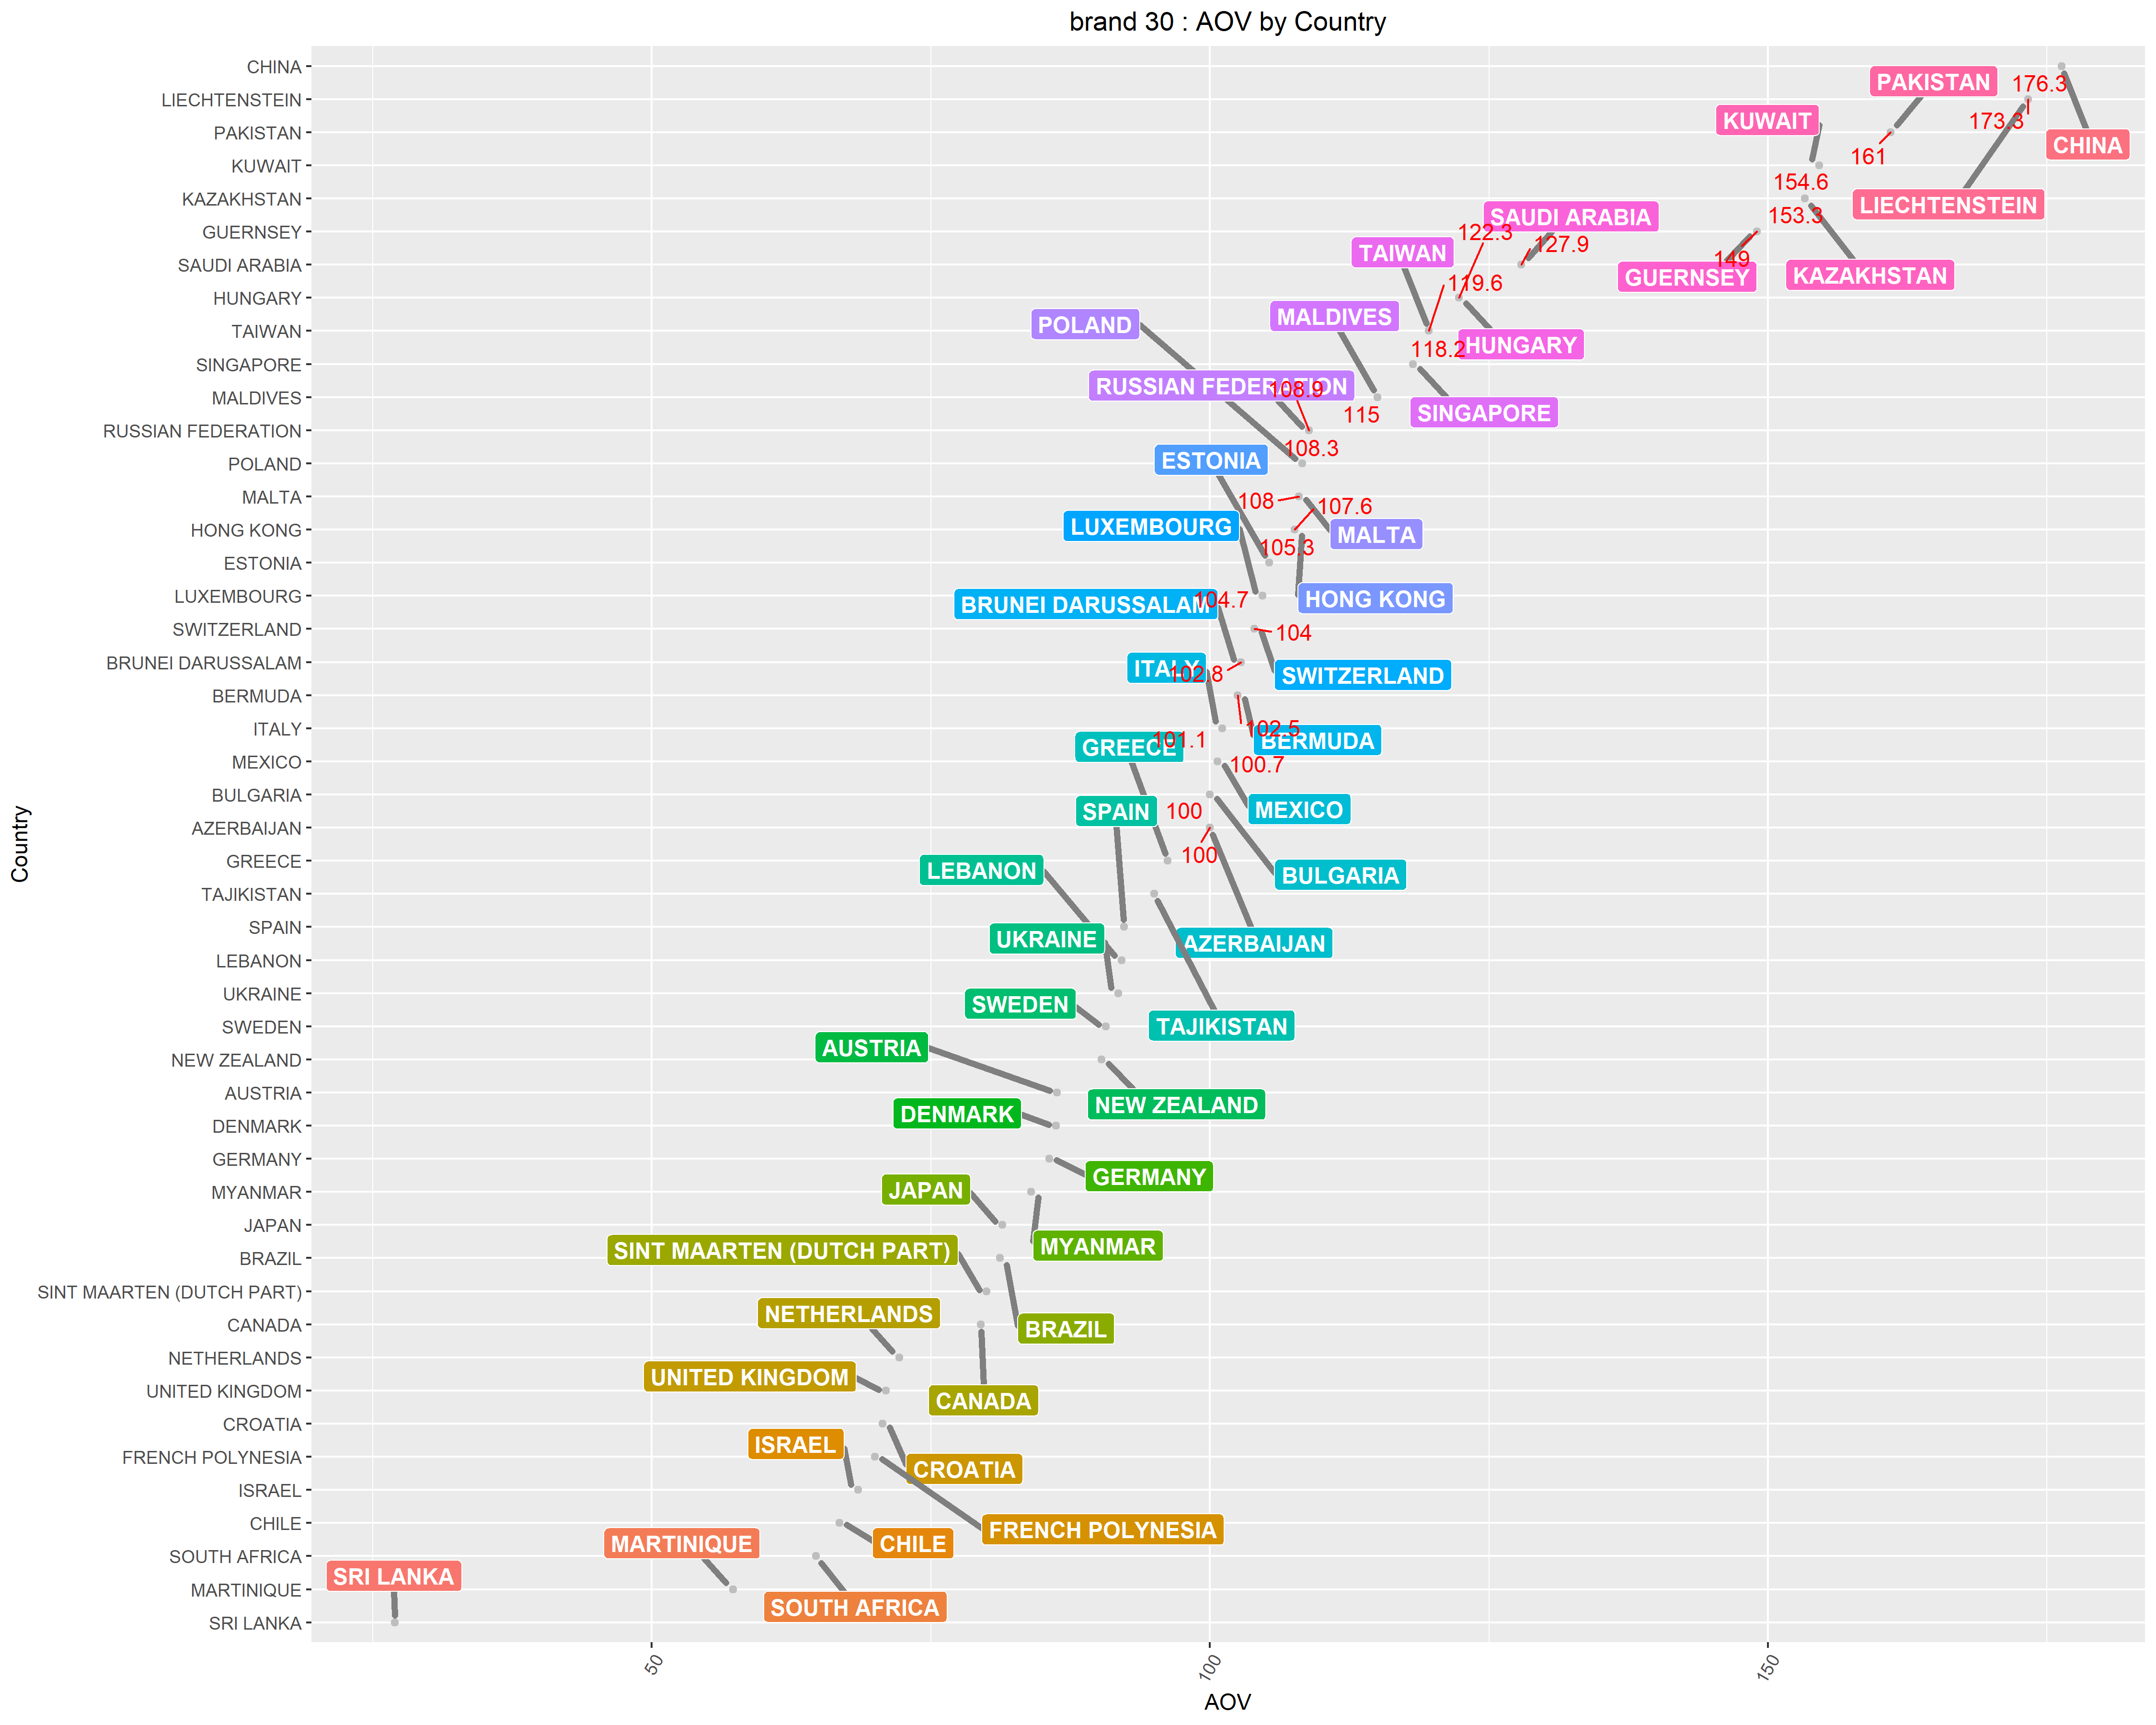 brand 30 : AOV by Country
Country
CHINA
LIECHTENSTEIN
PAKISTAN
KUWAIT
KAZAKHSTAN
GUERNSEY
SAUDI ARABIA
HUNGARY
TAIWAN
SINGAPORE
MALDIVES
RUSSIAN FEDERATION
POLAND
MALTA
HONG KONG
ESTONIA
LUXEMBOURG
SWITZERLAND
BRUNEI DARUSSALAM
BERMUDA
ITALY
MEXICO
BULGARIA
AZERBAIJAN
GREECE
TAJIKISTAN
SPAIN
LEBANON
UKRAINE
SWEDEN
NEW ZEALAND
AUSTRIA
DENMARK
GERMANY
MYANMAR
JAPAN
BRAZIL
SINT MAARTEN (DUTCH PART)
CANADA
NETHERLANDS
UNITED KINGDOM
CROATIA
FRENCH POLYNESIA
ISRAEL
CHILE
SOUTH AFRICA
MARTINIQUE
SRI LANKA
PAKISTAN
176.3
KUWAIT
173.3
CHINA
161
154.6
LIECHTENSTEIN
SAUDI ARABIA
153.3
122.3
127.9
TAIWAN
149
GUERNSEY
KAZAKHSTAN
119.6
MALDIVES
POLAND
HUNGARY
118.2
RUSSIAN FEDERATION
108.9
115
SINGAPORE
108.3
ESTONIA
108
107.6
LUXEMBOURG
MALTA
105.3
HONG KONG
104.7
BRUNEI DARUSSALAM
104
ITALY
102.8
SWITZERLAND
102.5
101.1
BERMUDA
GREECE
100.7
SPAIN
100
MEXICO
100
LEBANON
BULGARIA
UKRAINE
AZERBAIJAN
SWEDEN
TAJIKISTAN
AUSTRIA
NEW ZEALAND
DENMARK
GERMANY
JAPAN
MYANMAR
SINT MAARTEN (DUTCH PART)
NETHERLANDS
BRAZIL
UNITED KINGDOM
CANADA
ISRAEL
CROATIA
FRENCH POLYNESIA
MARTINIQUE
CHILE
SRI LANKA
SOUTH AFRICA
50
100
150
AOV